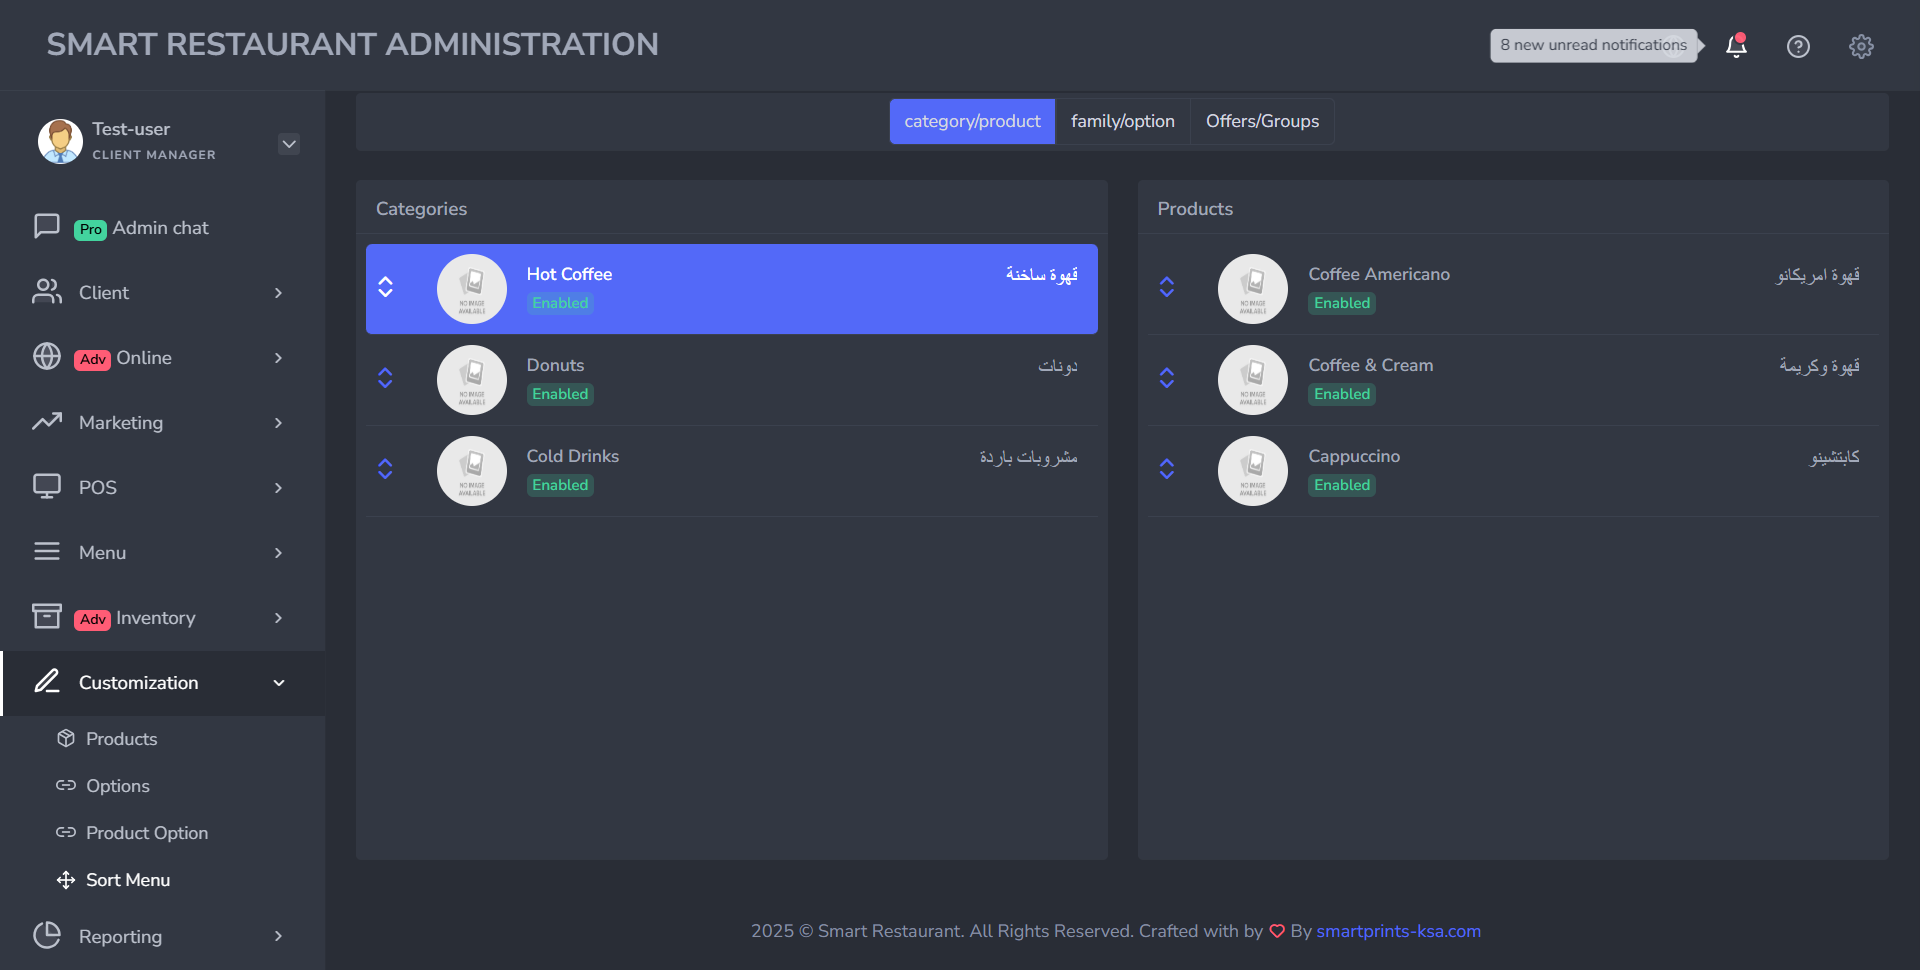 SMART RESTAURANT ADMINISTRATION
8 new unread notifications
Test-user
CLIENT MANAGER
Pro Admin chat
Client
Adv Online
Marketing
POS
Menu
Adv Inventory
Customization
Products
Options
Product Option
Sort Menu
Reporting
category/product
family/option
Offers/Groups
Categories
NO IMAGE
AVAILABLE
Hot Coffee
قهوة ساخنة
Enabled
NO IMAGE
AVAILABLE
Donuts
دونات
Enabled
NO IMAGE
AVAILABLE
Cold Drinks
مشروبات باردة
Enabled
Products
NO IMAGE
AVAILABLE
Coffee Americano
قهوة امريكانو
Enabled
NO IMAGE
AVAILABLE
Coffee & Cream
قهوة وكريمة
Enabled
NO IMAGE
AVAILABLE
Cappuccino
كابتشينو
Enabled
2025 © Smart Restaurant. All Rights Reserved. Crafted with by By smartprints-ksa.com